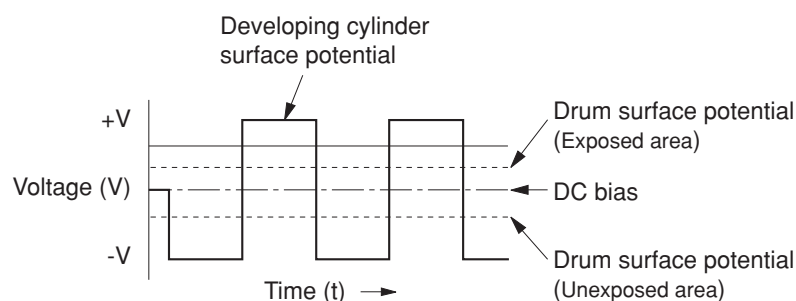 Developing cylinder
surface potential
+V
Drum surface potential
(Exposed area)
Voltage (V)
DC bias
-V
Drum surface potential
(Unexposed area)
Time (t)